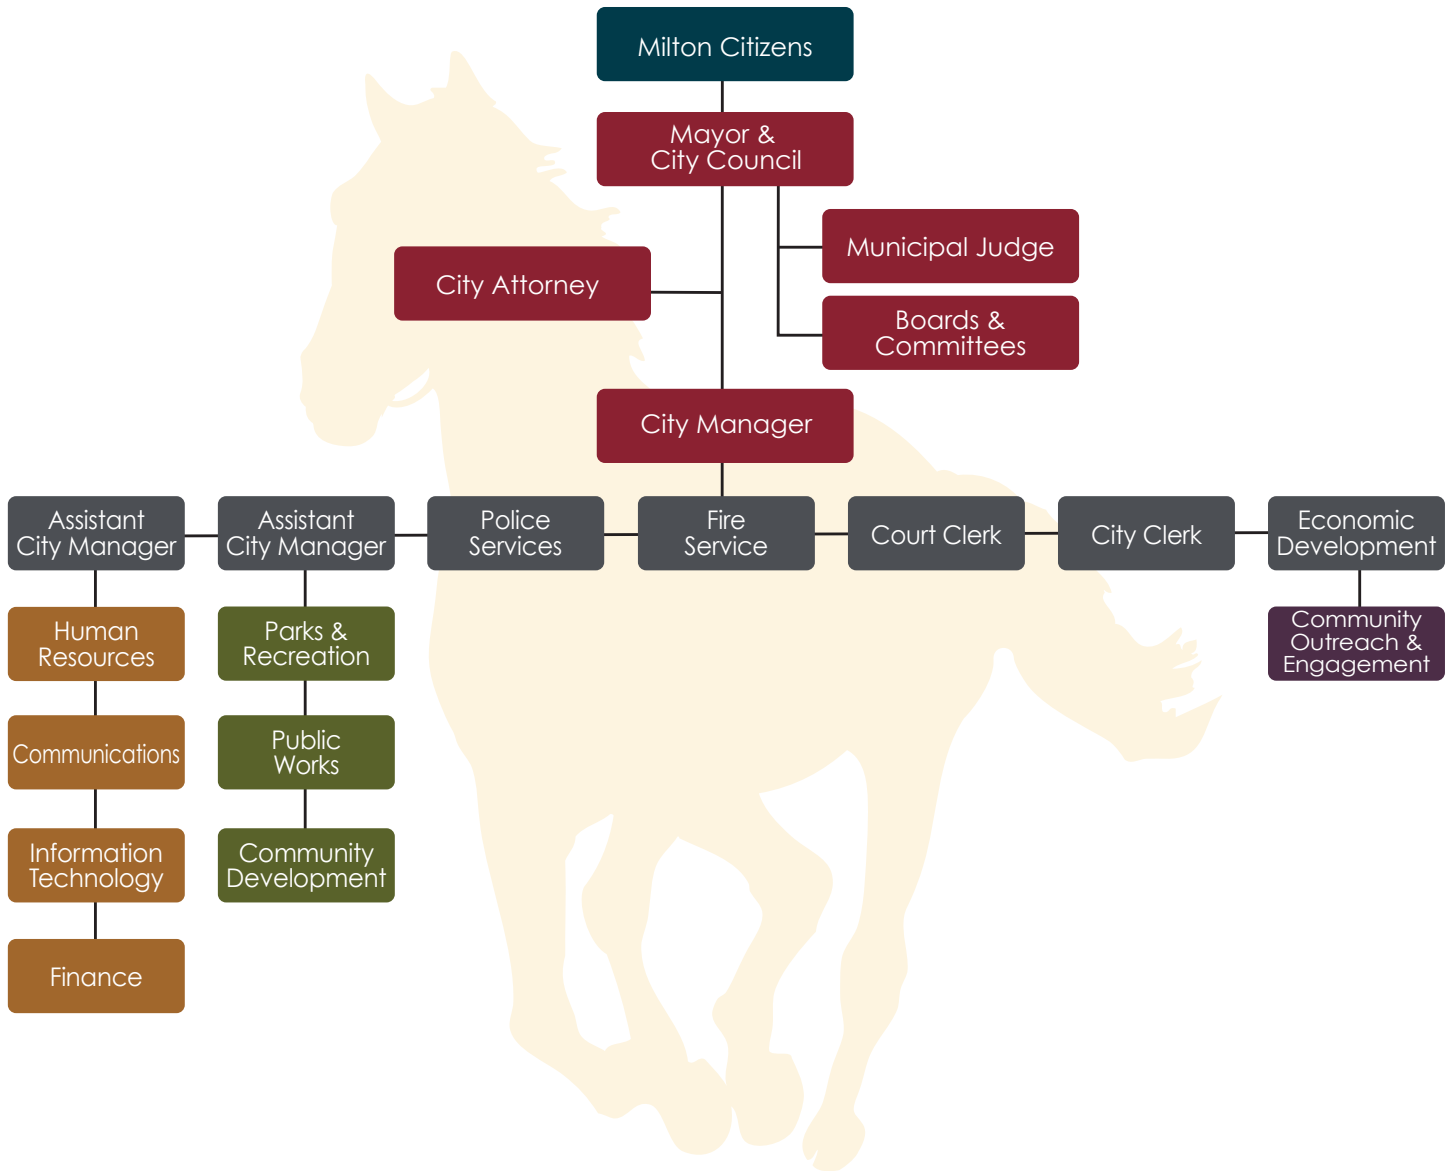 Milton Citizens
Mayor &
City Council
Municipal Judge
City Attorney
Boards &
Committees
City Manager
Assistant
City Manager
Assistant
City Manager
Police
Services
Fire
Service
Court Clerk
City Clerk
Economic
Development
Human
Resources
Communications
Information
Technology
Finance
Parks &
Recreation
Public
Works
Community
Development
Community
Outreach &
Engagement